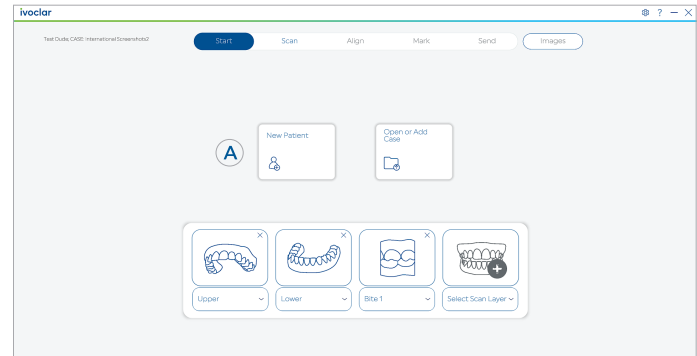 ivoclar
?
Test Dude, CASE: International Screenshots2
Start Scan Align Mark Send Images
A
New Patient
Open or Add
Case
Upper Lower Bite 1 Select Scan Layer